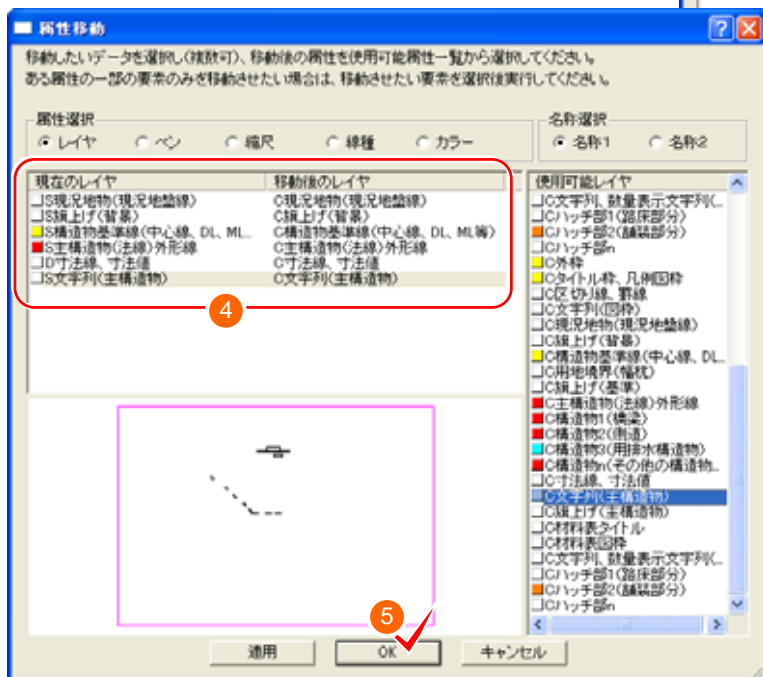 属性移動
移動したいデータを選択し(複数可)、移動後の属性を使用可能属性一覧から選択してください。
ある属性の一部の要素のみを移動させたい場合は、移動させたい要素を選択後実行してください。
属性選択
レイヤ ペン 縮尺 線種 カラー
名称選択
名称1 名称2
現在のレイヤ 移動後のレイヤ
S現況地物(現況地盤線) C現況地物(現況地盤線)
S旗上げ(背景) C旗上げ(背景)
S構造物基準線(中心線、DL、ML... C構造物基準線(中心線、DL、ML等)
S主構造物(法線)外形線 C主構造物(法線)外形線
D寸法線、寸法値 C寸法線、寸法値
S文字列(主構造物) C文字列(主構造物)
4
使用可能レイヤ
C文字列、数量表示文字列(...
Cハッチ部1(路床部分)
Cハッチ部2(舗装部分)
Cハッチ部n
C外枠
Cタイトル枠、凡例図枠
C区切り線、罫線
C文字列(図枠)
C現況地物(現況地盤線)
C旗上げ(背景)
C構造物基準線(中心線、DL...
C用地境界(幅杭)
C旗上げ(基準)
C主構造物(法線)外形線
C構造物1(橋梁)
C構造物2(側道)
C構造物3(用排水構造物)
C構造物n(その他の構造物...
C寸法線、寸法値
C文字列(主構造物)
C旗上げ(主構造物)
C材料表タイトル
C材料表図枠
C文字列、数量表示文字列(...
Cハッチ部1(路床部分)
Cハッチ部2(舗装部分)
Cハッチ部n
5
適用 OK キャンセル